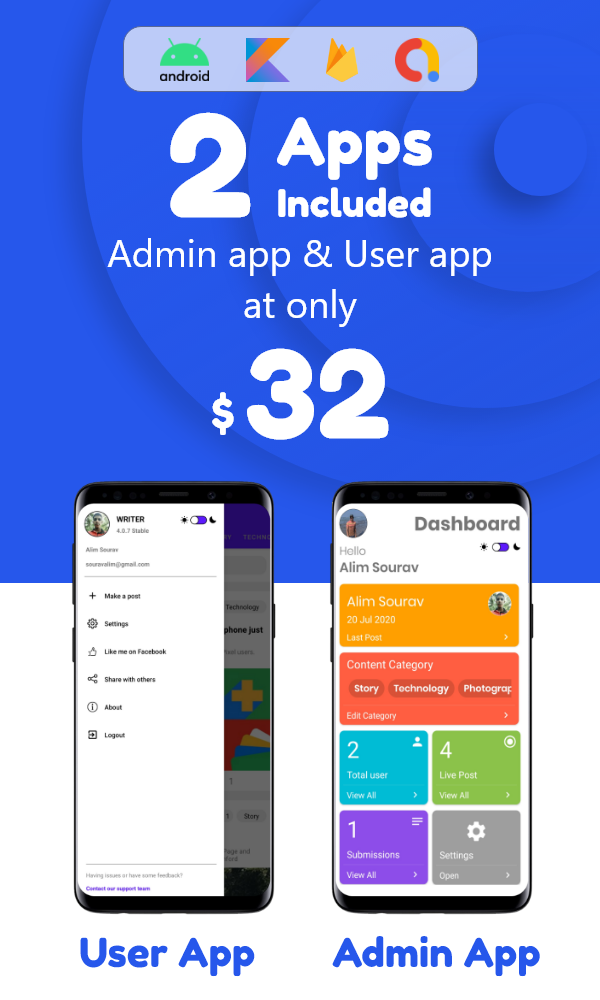 android
2 Apps
Included
Admin app & User app
at only
$ 32
WRITER
4.0.7 Stable
Alim Sourav
souravalim@gmail.com
Make a post
Settings
Like me on Facebook
Share with others
About
Logout
Having issues or have some feedback?
Contact our support team
TECHNO
Technology
phone just
1
1
Story
Page and
Dashboard
Hello
Alim Sourav
Alim Sourav
20 Jul 2020
Last Post
Content Category
Story
Technology
Photograp
Edit Category
2
Total user
View All
4
Live Post
View All
1
Submissions
View All
Settings
Open
User App
Admin App